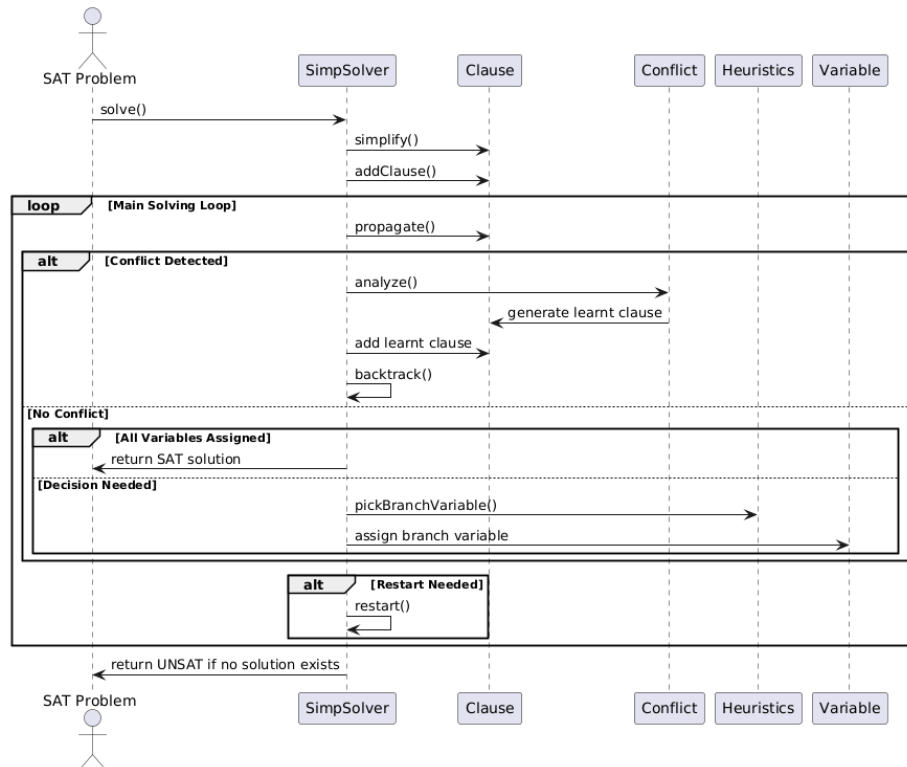 SAT Problem
SimpSolver
Clause
Conflict
Heuristics
Variable
solve()
simplify()
addClause()
loop
[Main Solving Loop]
propagate()
alt
[Conflict Detected]
analyze()
generate learnt clause
add learnt clause
backtrack()
[No Conflict]
alt
[All Variables Assigned]
return SAT solution
[Decision Needed]
pickBranchVariable()
assign branch variable
alt
[Restart Needed]
restart()
return UNSAT if no solution exists
SAT Problem
SimpSolver
Clause
Conflict
Heuristics
Variable